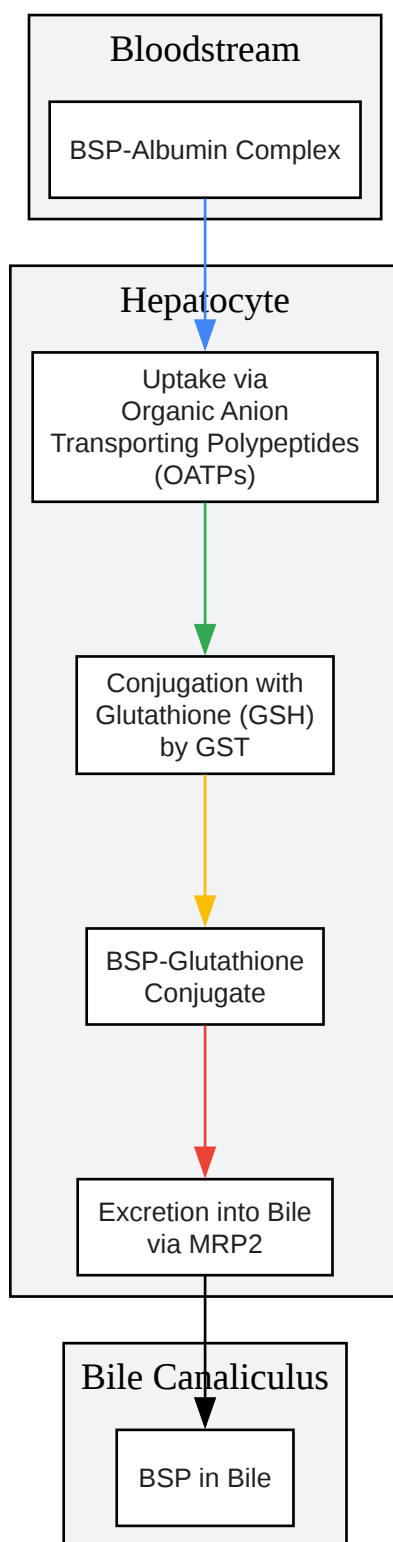 Bloodstream
BSP-Albumin Complex
Hepatocyte
Uptake via
Organic Anion
Transporting Polypeptides
(OATPs)
Conjugation with
Glutathione (GSH)
by GST
BSP-Glutathione
Conjugate
Excretion into Bile
via MRP2
Bile Canaliculus
BSP in Bile